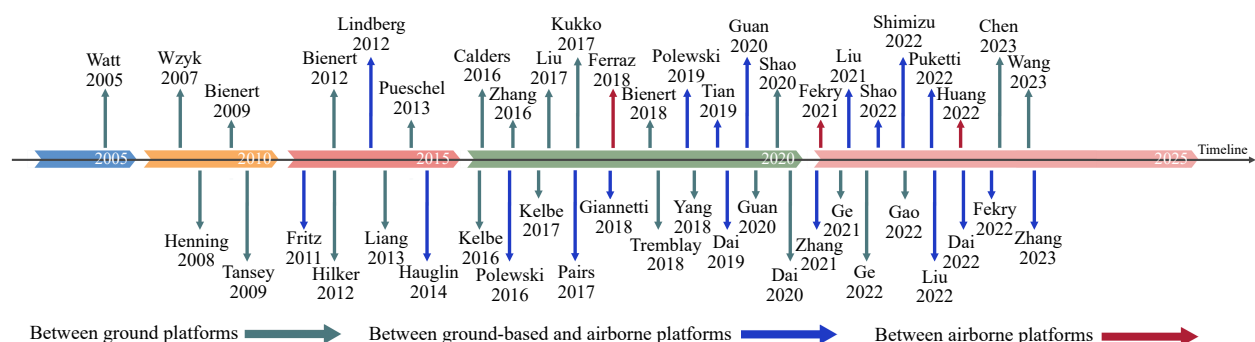 Watt
2005
Wzyk
2007
Bienert
2009
Bienert
2012
Lindberg
2012
Pueschel
2013
Calders
2016
Zhang
2016
Liu
2017
Kukko
2017
Ferraz
2018
Bienert
2018
Polewski
2019
Tian
2019
Guan
2020
Shao
2020
Fekry
2021
Liu
2021
Shao
2022
Shimizu
2022
Puketti
2022
Huang
2022
Chen
2023
Wang
2023
2005
2010
2015
2020
2025
Timeline
Henning
2008
Tansey
2009
Fritz
2011
Hilker
2012
Liang
2013
Hauglin
2014
Kelbe
2016
Polewski
2016
Kelbe
2017
Pairs
2017
Giannetti
2018
Tremblay
2018
Yang
2018
Dai
2019
Guan
2020
Dai
2020
Zhang
2021
Ge
2021
Ge
2022
Gao
2022
Liu
2022
Dai
2022
Fekry
2022
Zhang
2023
Between ground platforms
Between ground-based and airborne platforms
Between airborne platforms